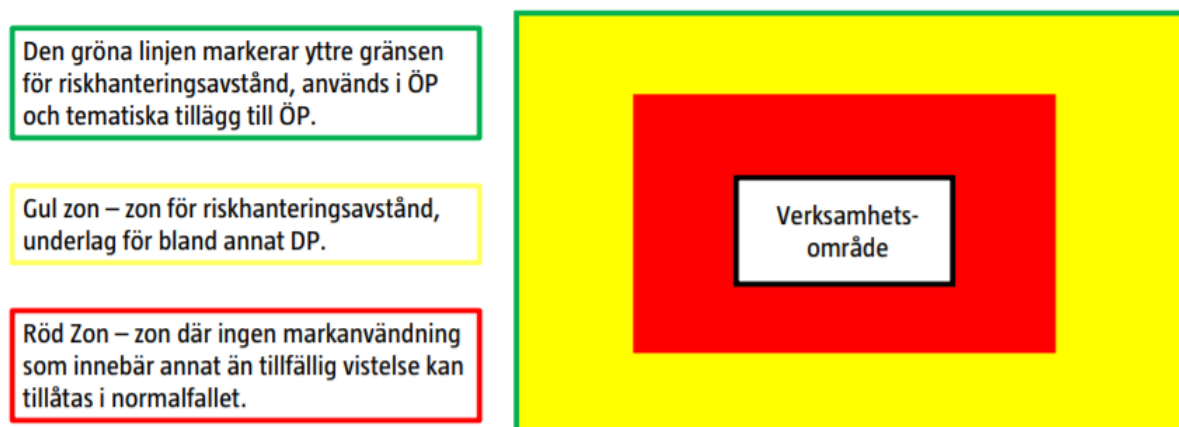 Den gröna linjen markerar yttre gränsen
för riskhanteringsavstånd, används i ÖP
och tematiska tillägg till ÖP.
Gul zon – zon för riskhanteringsavstånd,
underlag för bland annat DP.
Röd Zon – zon där ingen markanvändning
som innebär annat än tillfällig vistelse kan
tillåtas i normalfallet.
Verksamhets-
område